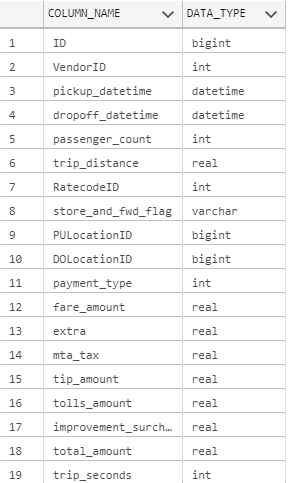 COLUMN_NAME DATA_TYPE
1 ID bigint
2 VendorID int
3 pickup_datetime datetime
4 dropoff_datetime datetime
5 passenger_count int
6 trip_distance real
7 RatecodeID int
8 store_and_fwd_flag varchar
9 PULocationID bigint
10 DOLocationID bigint
11 payment_type int
12 fare_amount real
13 extra real
14 mta_tax real
15 tip_amount real
16 tolls_amount real
17 improvement_surch… real
18 total_amount real
19 trip_seconds int